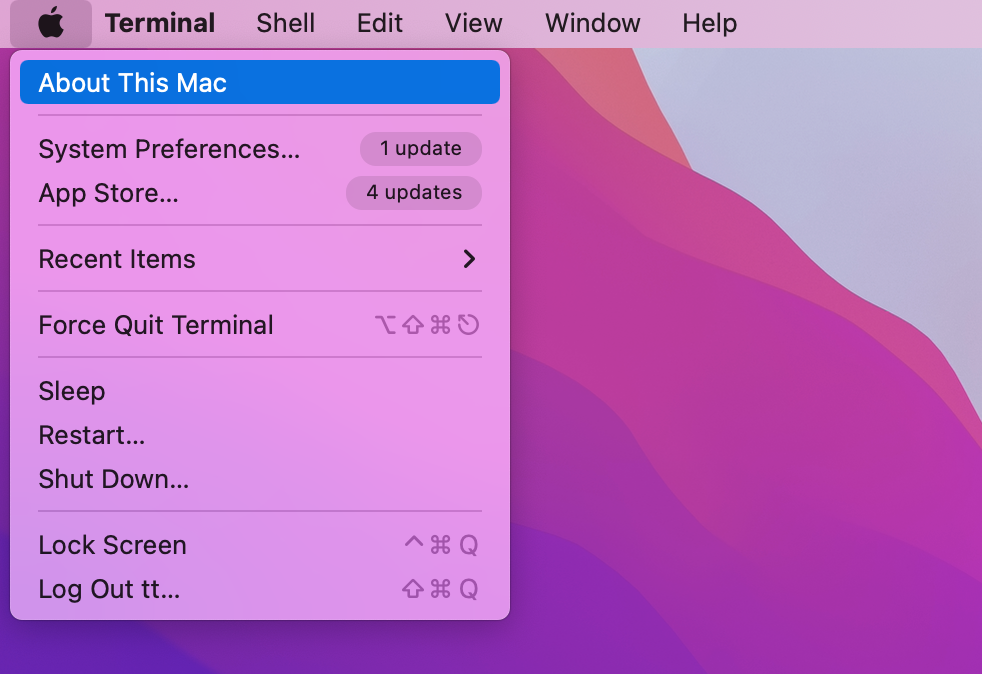 Terminal Shell Edit View Window Help
About This Mac
System Preferences... 1 update
App Store... 4 updates
Recent Items
Force Quit Terminal ⌥⇧⌘⎋
Sleep
Restart...
Shut Down...
Lock Screen ^⌘Q
Log Out tt... ⇧⌘Q